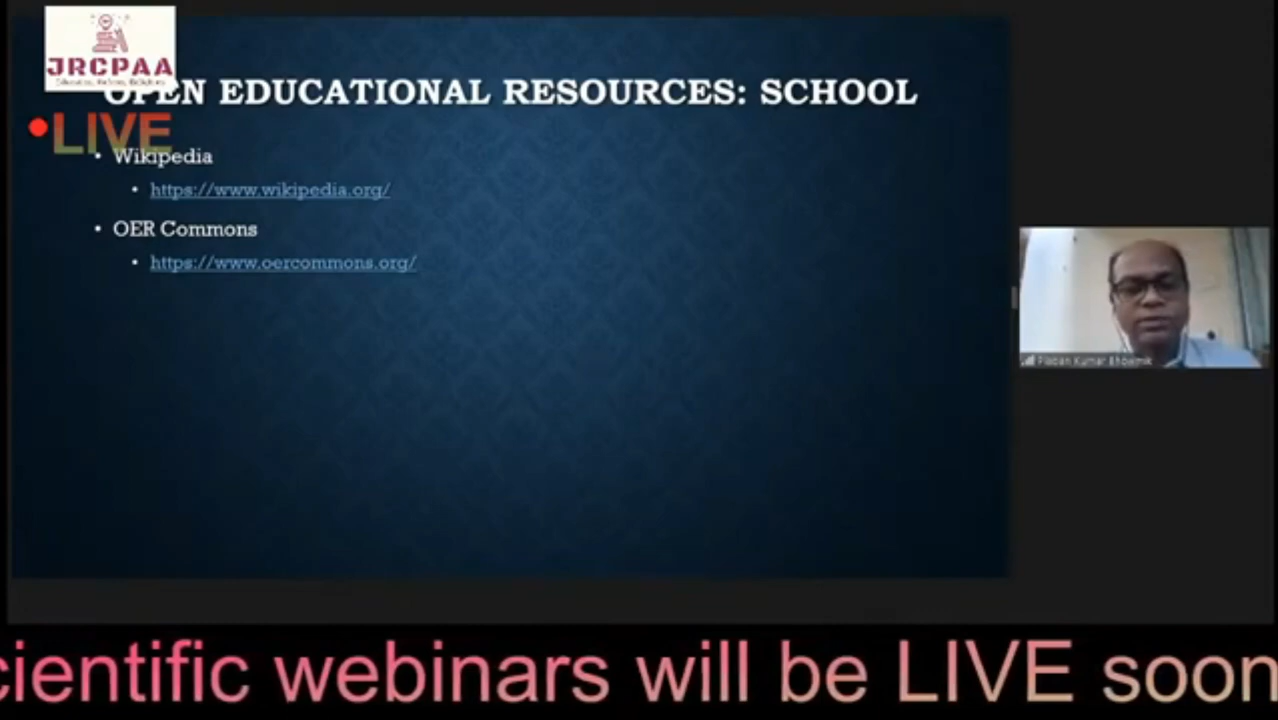 JRCPAA
OPEN EDUCATIONAL RESOURCES: SCHOOL
LIVE
• Wikipedia
• https://www.wikipedia.org/
• OER Commons
• https://www.oercommons.org/
Kumar
cientific webinars will be LIVE soon